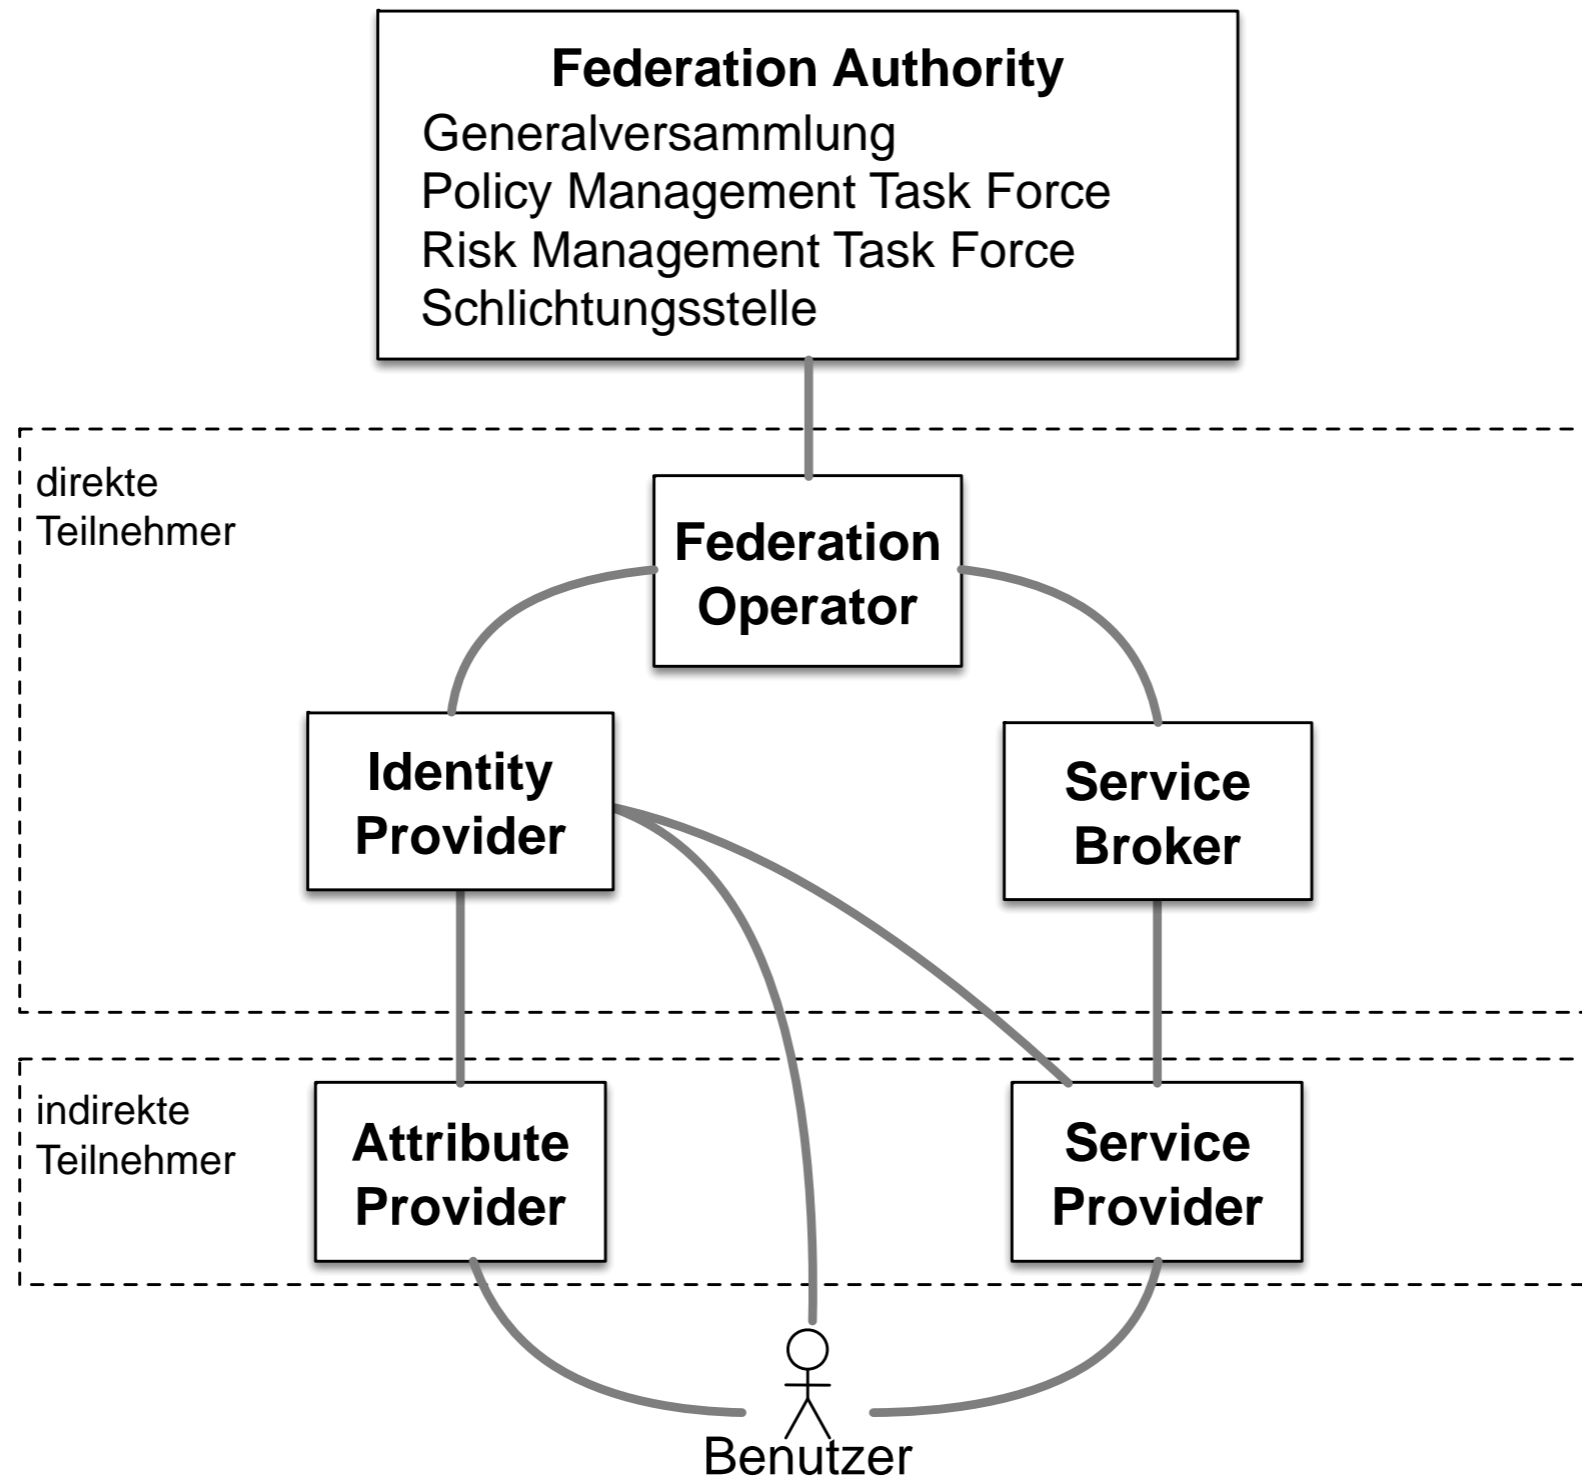 Federation Authority
Generalversammlung
Policy Management Task Force
Risk Management Task Force
Schlichtungsstelle
direkte
Teilnehmer
Federation
Operator
Identity
Provider
Service
Broker
indirekte
Teilnehmer
Attribute
Provider
Service
Provider
Benutzer